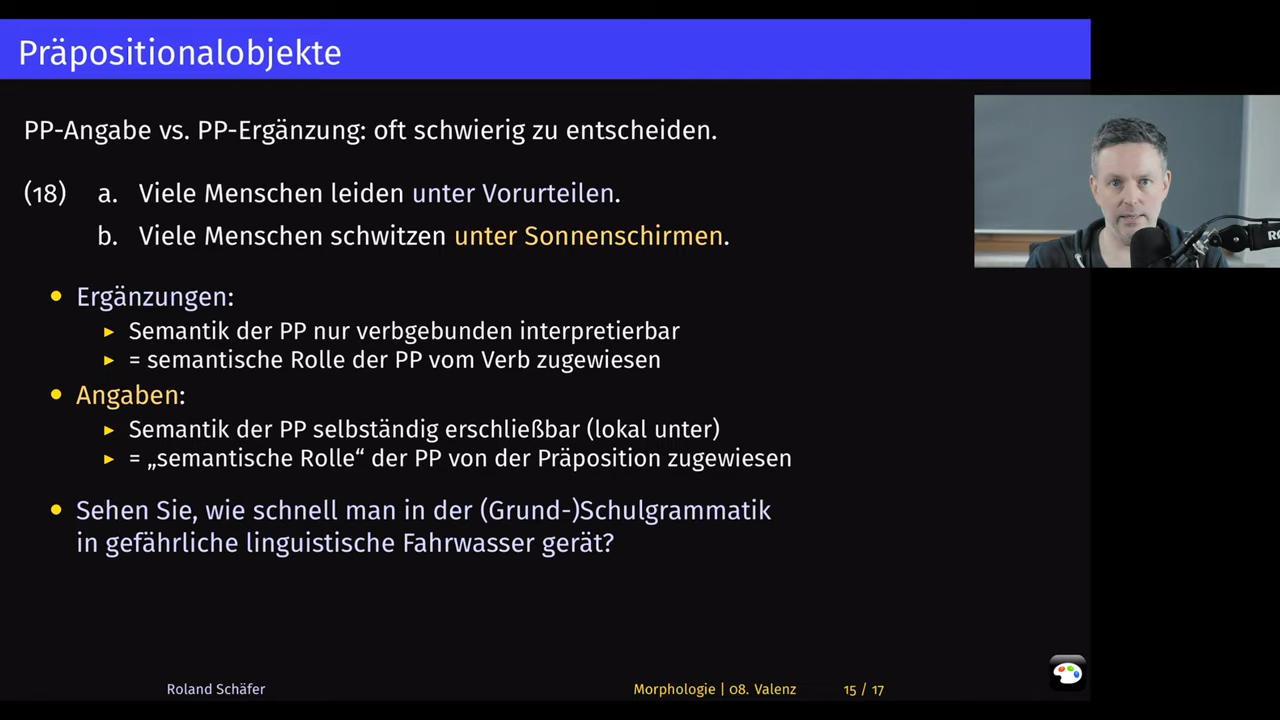 Präpositionalobjekte
PP-Angabe vs. PP-Ergänzung: oft schwierig zu entscheiden.
(18) a. Viele Menschen leiden unter Vorurteilen.
b. Viele Menschen schwitzen unter Sonnenschirmen.
• Ergänzungen:
▸ Semantik der PP nur verbgebunden interpretierbar
▸ = semantische Rolle der PP vom Verb zugewiesen
• Angaben:
▸ Semantik der PP selbständig erschließbar (lokal unter)
▸ = „semantische Rolle“ der PP von der Präposition zugewiesen
• Sehen Sie, wie schnell man in der (Grund-)Schulgrammatik
in gefährliche linguistische Fahrwasser gerät?
Roland Schäfer Morphologie | 08. Valenz 15 / 17